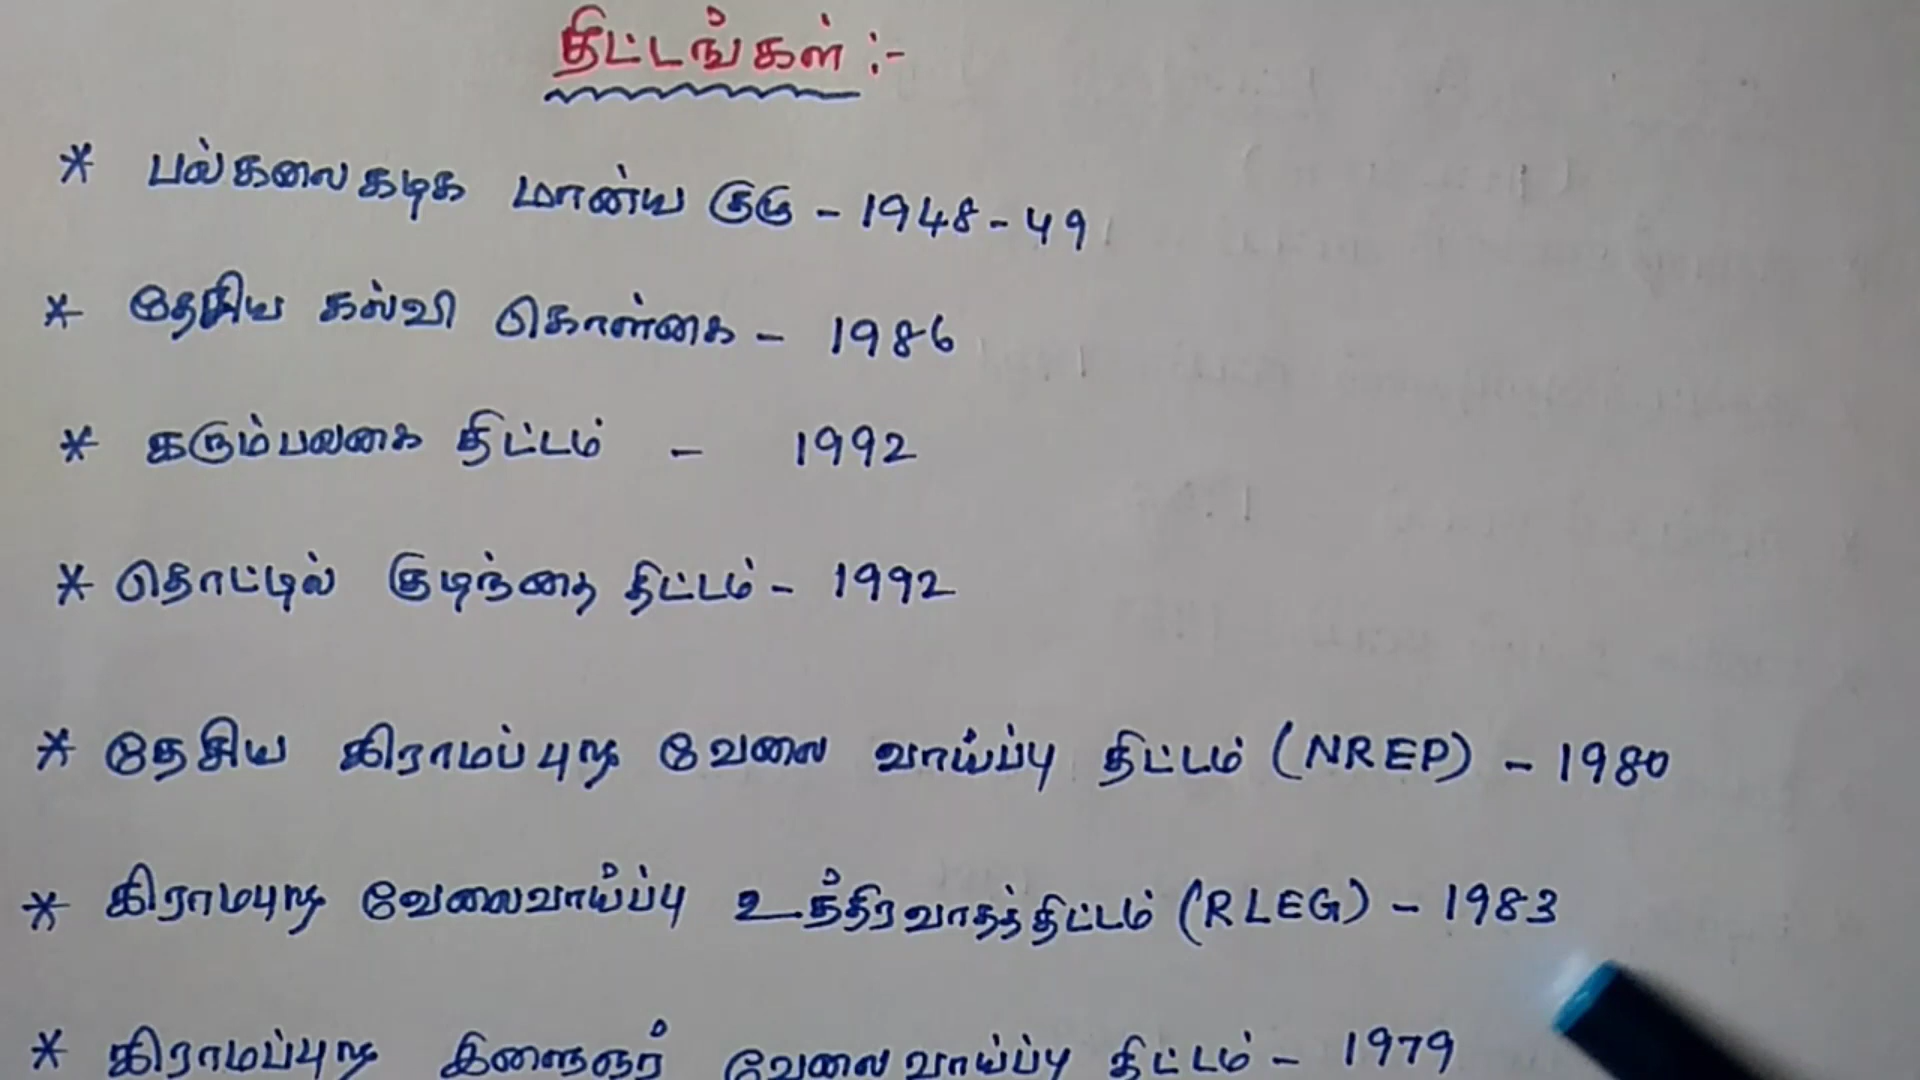 திட்டங்கள் :-
* பல்கலைகழக மான்ய குழு - 1948-49
* தேசிய கல்வி கொள்கை - 1986
* கரும்பலகை திட்டம் - 1992
* தொட்டில் குழந்தை திட்டம் - 1992
* தேசிய கிராமப்புற வேலை வாய்ப்பு திட்டம் (NREP) - 1980
* கிராமபுற வேலைவாய்ப்பு உத்திரவாதத்திட்டம் (RLEG) - 1983
* கிராமப்புற இளைஞர் வேலை வாய்ப்பு திட்டம் - 1979